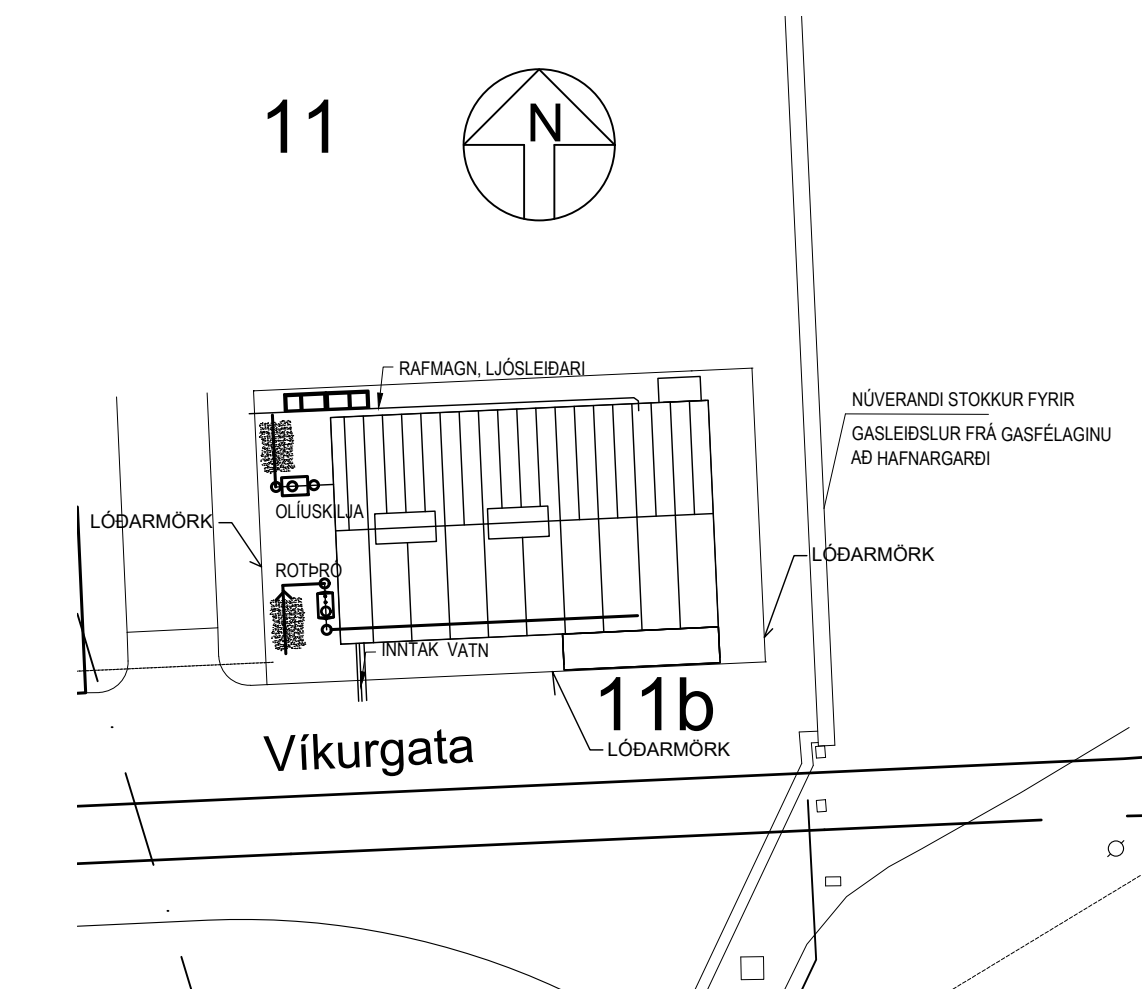 11
N
RAFMAGN, LJÓSLEIÐARI
NÚVERANDI STOKKUR FYRIR
GASLEIÐSLUR FRÁ GASFÉLAGINU
AÐ HAFNARGARÐI
OLÍUSKILJA
LÓÐARMÖRK
LÓÐARMÖRK
ROTÞRÓ
INNTAK VATN
11b
Víkurgata
LÓÐARMÖRK